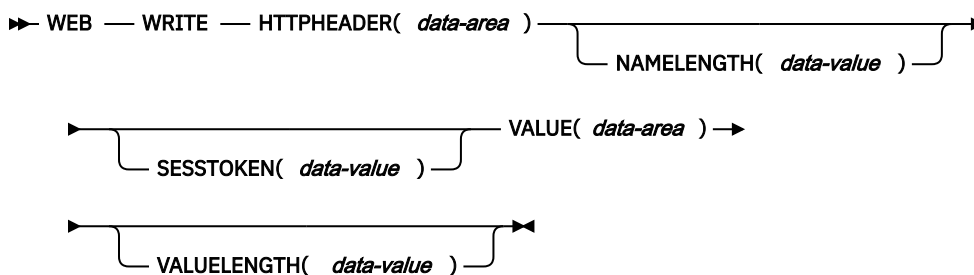 WEB WRITE HTTPHEADER( data-area )
NAMELENGTH( data-value )
VALUE( data-area )
SESSTOKEN( data-value )
VALUELENGTH( data-value )